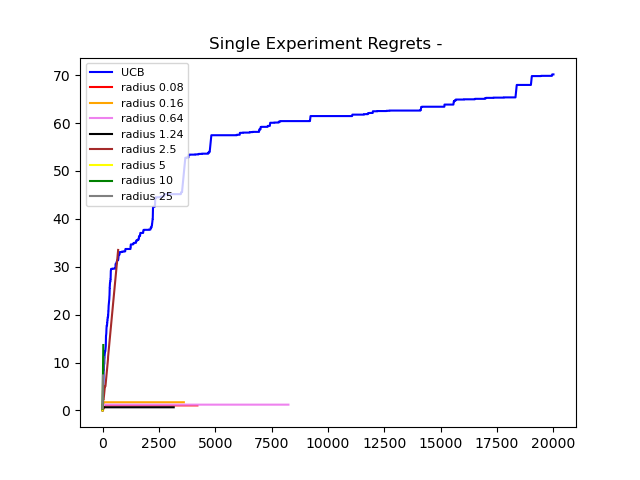 Single Experiment Regrets -
UCB
radius 0.08
radius 0.16
radius 0.64
radius 1.24
radius 2.5
radius 5
radius 10
radius 25
70
60
50
40
30
20
10
0
0 2500 5000 7500 10000 12500 15000 17500 20000